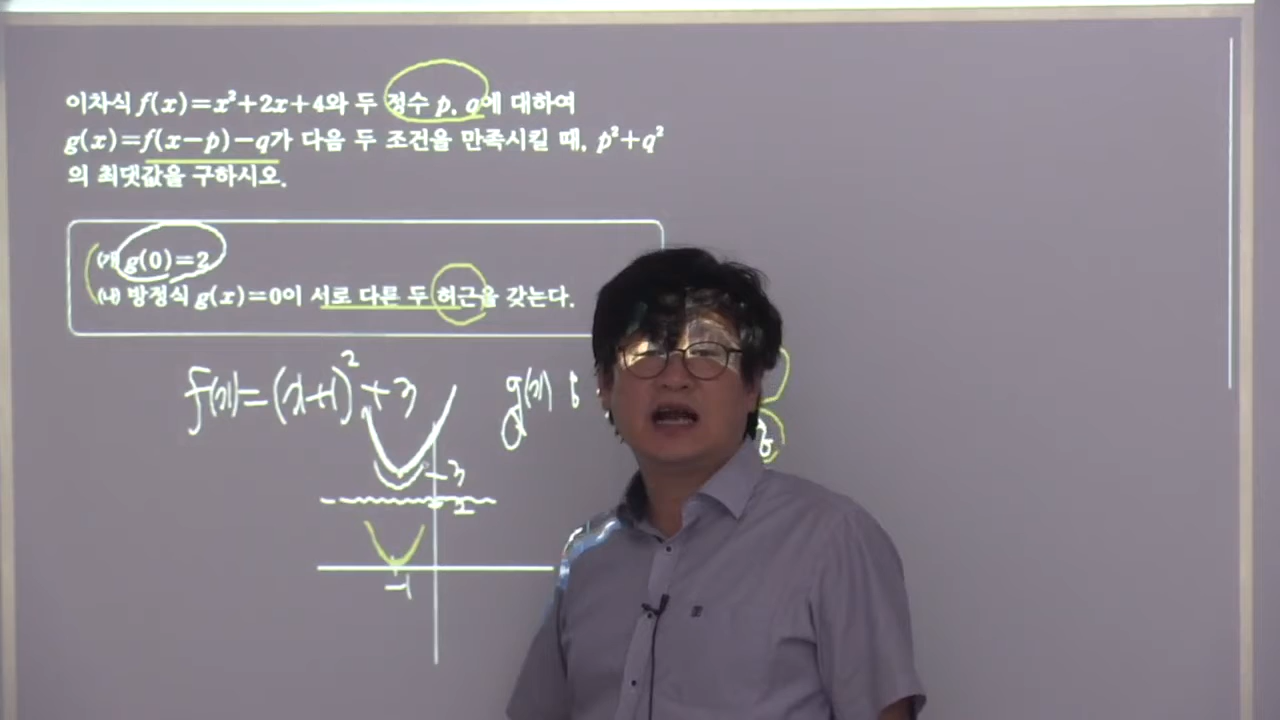 이차식 f(x)=x²+2x+4와 두 정수 p, q에 대하여
g(x)=f(x-p)-q가 다음 두 조건을 만족시킬 때, p²+q²
의 최댓값을 구하시오.
(가) g(0)=2
(나) 방정식 g(x)=0이 서로 다른 두 허근을 갖는다.
f(x)=(x+1)²+3
g(x)
-3
-2
-1